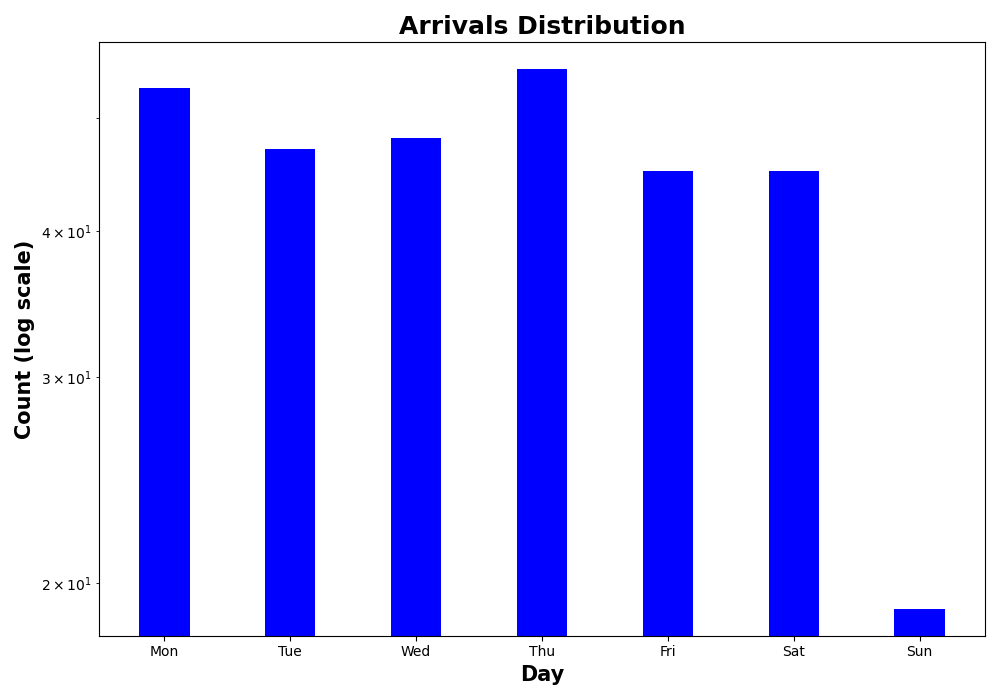 Arrivals Distribution
Count (log scale)
4 × 10¹
3 × 10¹
2 × 10¹
Mon Tue Wed Thu Fri Sat Sun
Day